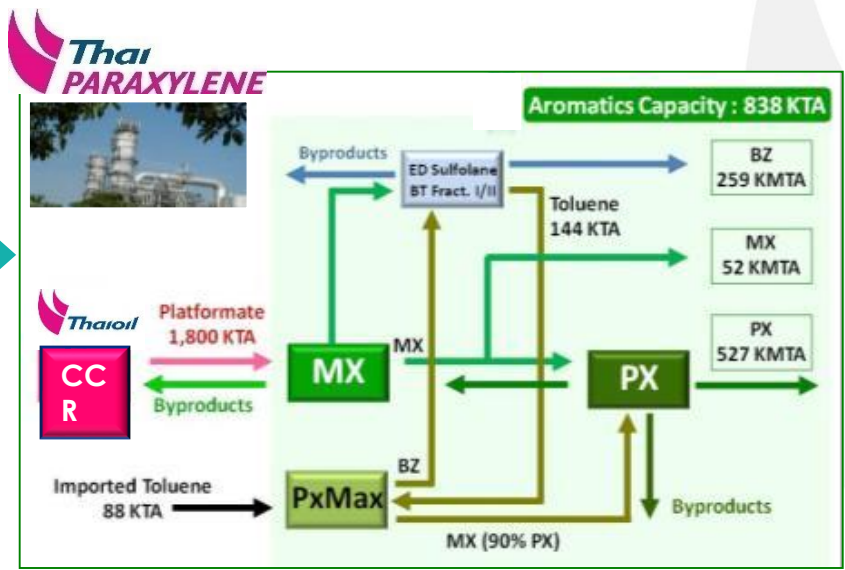 Thai
PARAXYLENE
Aromatics Capacity : 838 KTA
Byproducts
ED Sulfolane
BT Fract. I/II
BZ
259 KMTA
Toluene
144 KTA
MX
52 KMTA
Thaioil
Platformate
1,800 KTA
MX
MX
PX
527 KMTA
PX
CC
R
Byproducts
BZ
Imported Toluene
88 KTA
PxMax
Byproducts
MX (90% PX)